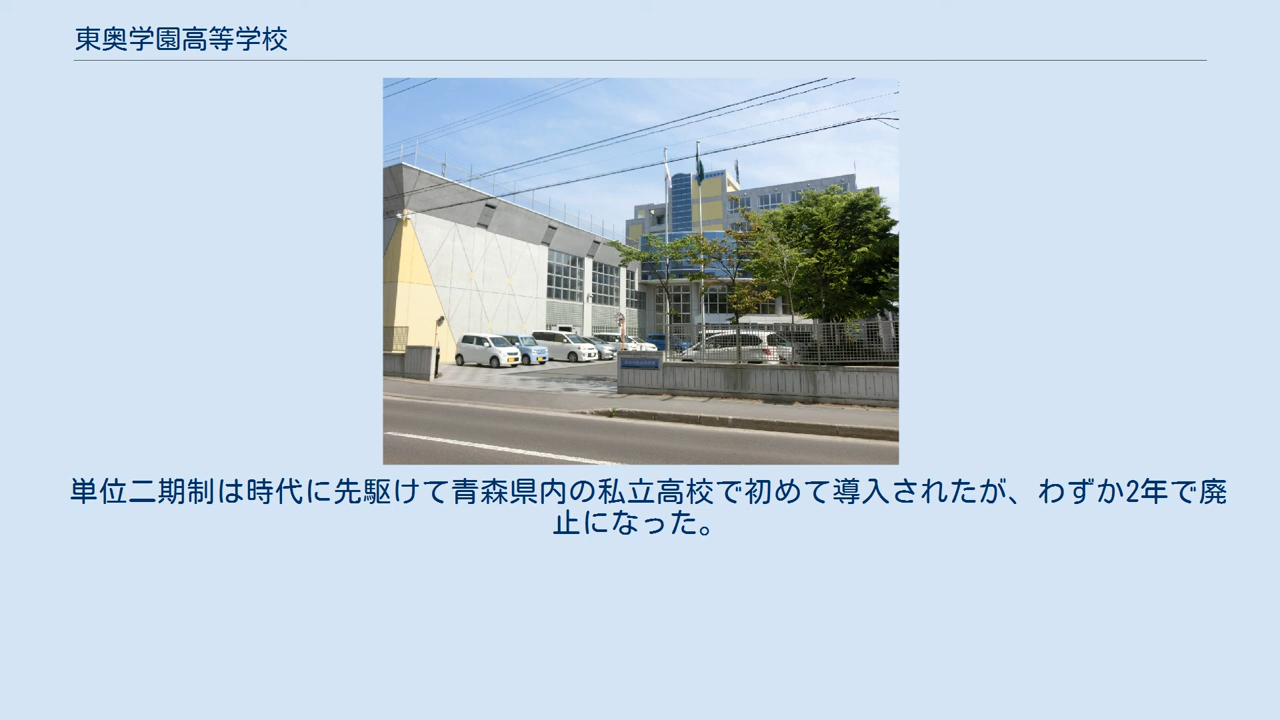 東奥学園高等学校
単位二期制は時代に先駆けて青森県内の私立高校で初めて導入されたが、わずか2年で廃
止になった。